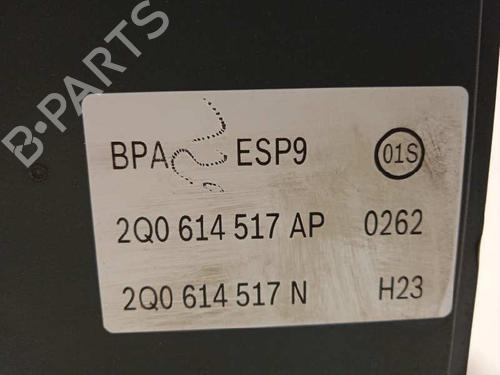 B-PARTS
BPA ESP9 01S
2Q0 614 517 AP 0262
2Q0 614 517 N H23